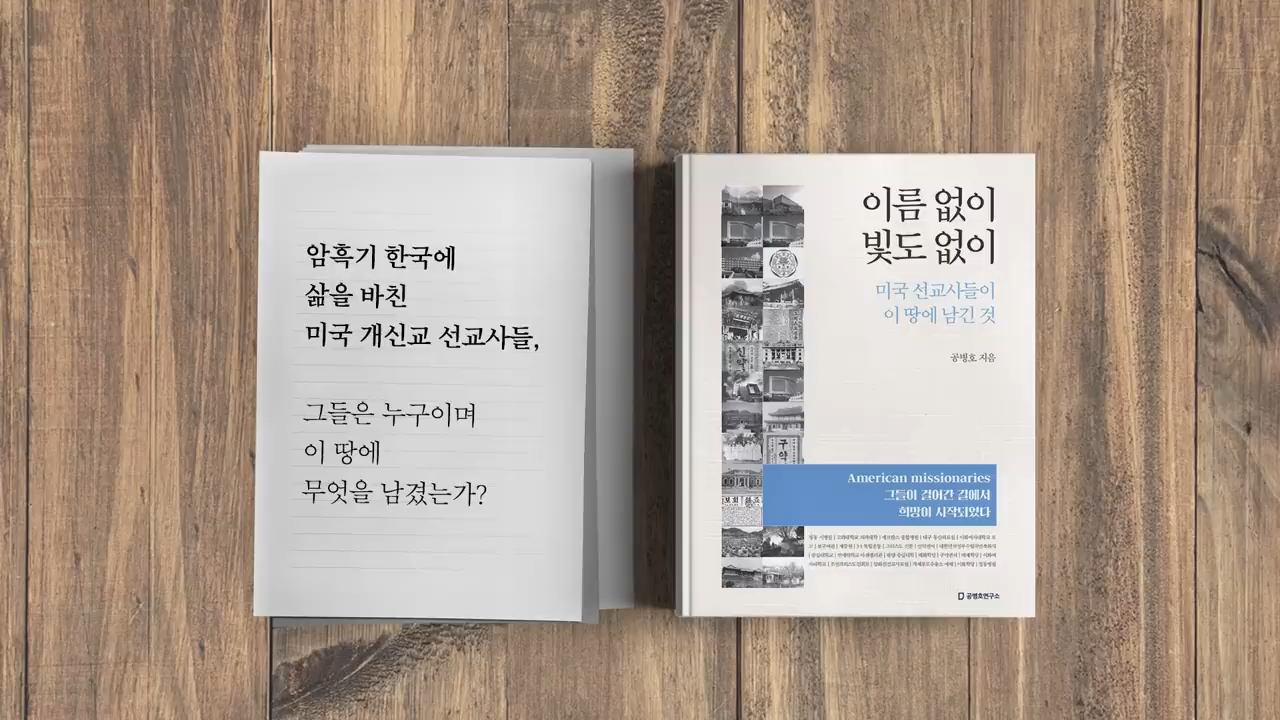 암흑기 한국에
삶을 바친
미국 개신교 선교사들,
그들은 누구이며
이 땅에
무엇을 남겼는가?
이름 없이
빛도 없이
미국 선교사들이
이 땅에 남긴 것
공병호 지음
구약
American missionaries
그들이 걸어간 길에서
희망이 시작되었다
공병호연구소